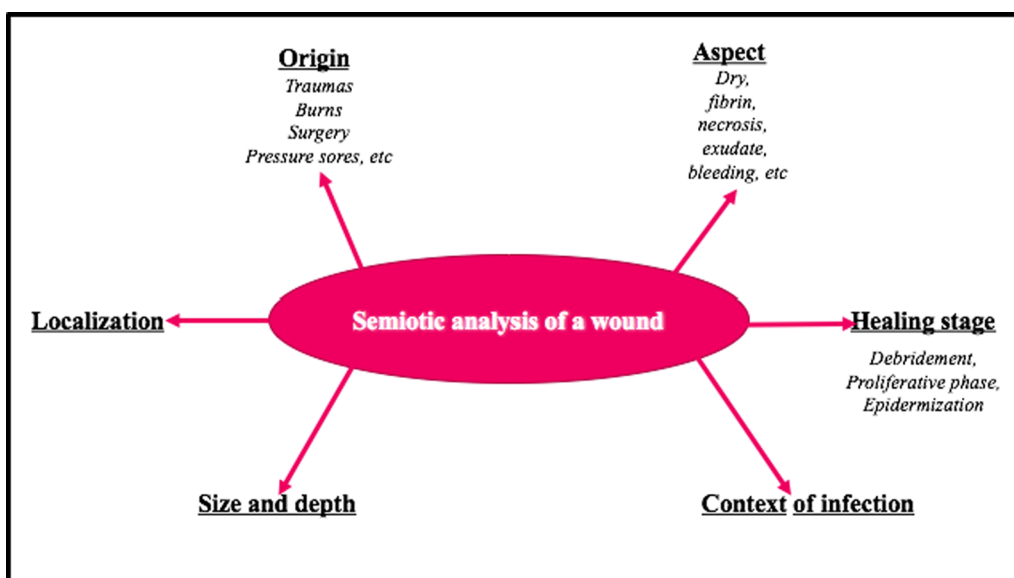 Origin
Traumas
Burns
Surgery
Pressure sores, etc
Aspect
Dry,
fibrin,
necrosis,
exudate,
bleeding, etc
Localization
Semiotic analysis of a wound
Healing stage
Debridement,
Proliferative phase,
Epidermization
Size and depth
Context of infection